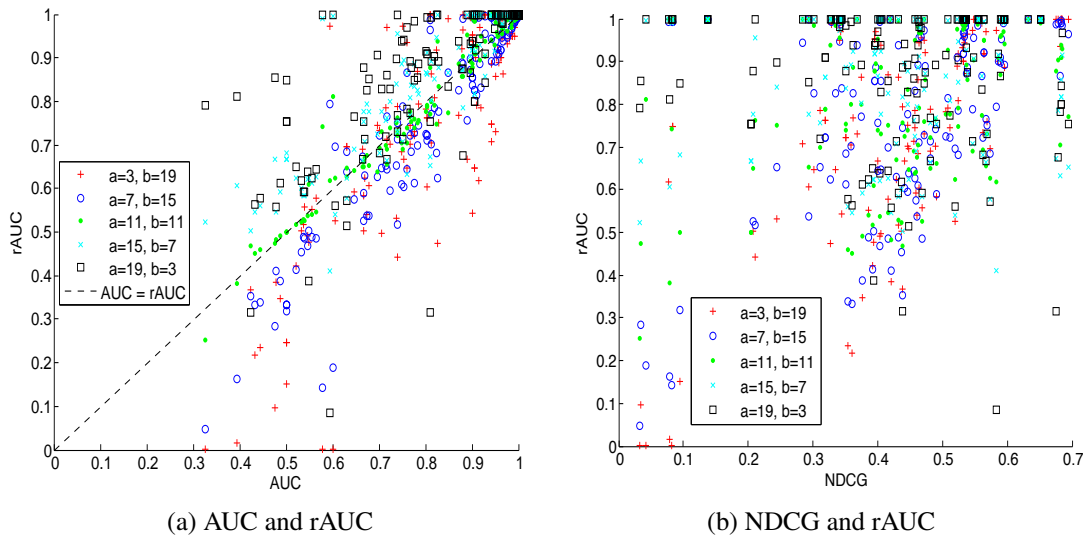 1
0.9
0.8
0.7
0.6
0.5
0.4
0.3
0.2
0.1
0
rAUC
a=3, b=19
a=7, b=15
a=11, b=11
a=15, b=7
a=19, b=3
AUC = rAUC
0 0.1 0.2 0.3 0.4 0.5 0.6 0.7 0.8 0.9 1
AUC
(a) AUC and rAUC
1
0.9
0.8
0.7
0.6
0.5
0.4
0.3
0.2
0.1
0
rAUC
a=3, b=19
a=7, b=15
a=11, b=11
a=15, b=7
a=19, b=3
0 0.1 0.2 0.3 0.4 0.5 0.6 0.7
NDCG
(b) NDCG and rAUC